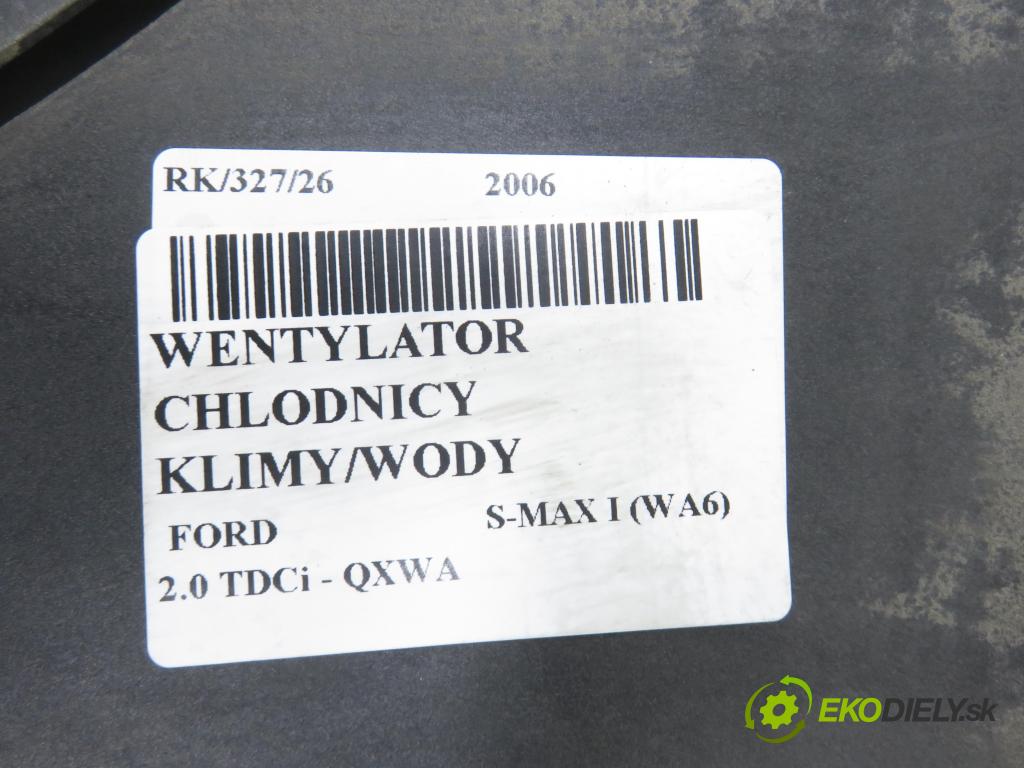 RK/327/26 2006
WENTYLATOR
CHLODNICY
KLIMY/WODY
FORD S-MAX I (WA6)
2.0 TDCi - QXWA
EKODIELY.sk